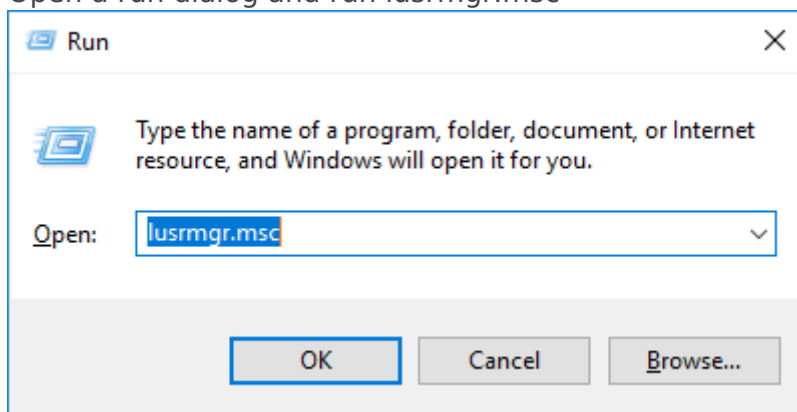 Open a run dialog and run lusrmgr.msc
Run
Type the name of a program, folder, document, or Internet
resource, and Windows will open it for you.
Open:
lusrmgr.msc
OK
Cancel
Browse...